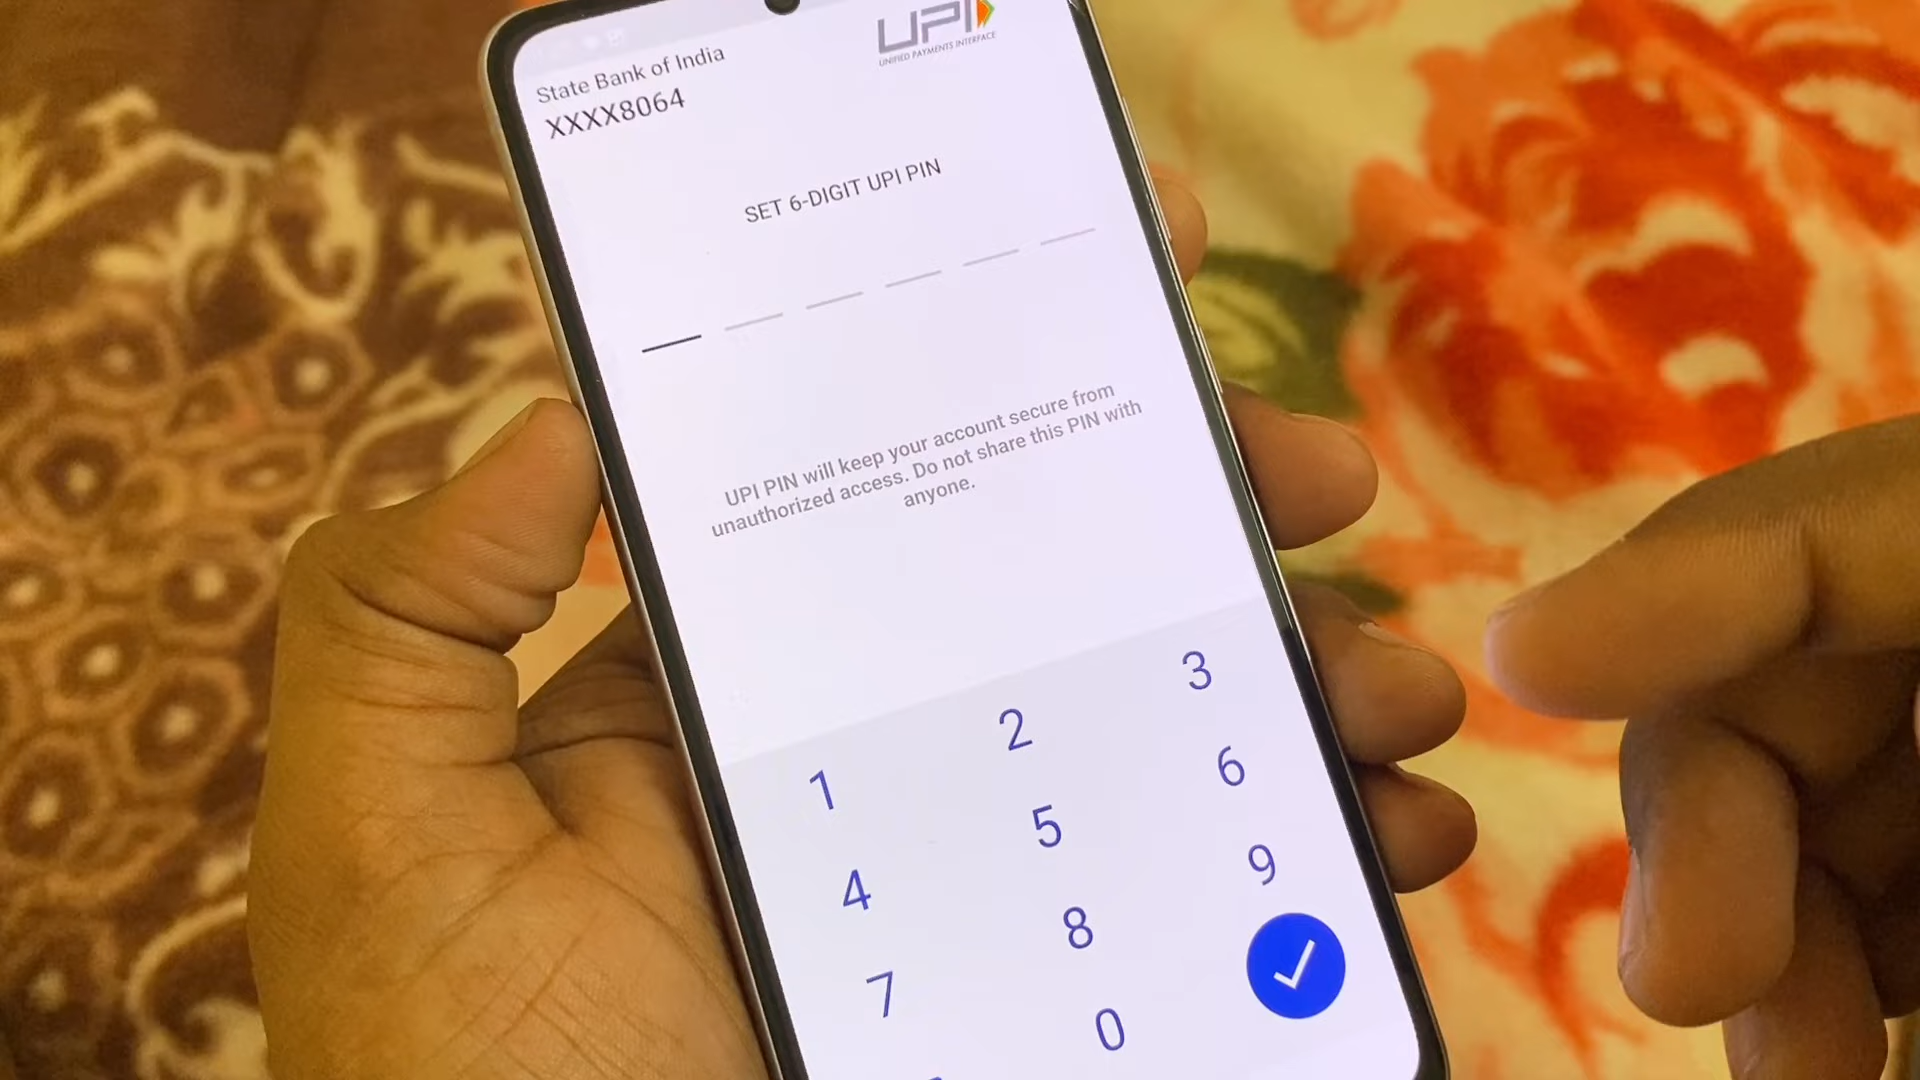 State Bank of India
XXXX8064
UPI
UNIFIED PAYMENTS INTERFACE
SET 6-DIGIT UPI PIN
UPI PIN will keep your account secure from
unauthorized access. Do not share this PIN with
anyone.
1 2 3
4 5 6
7 8 9
0